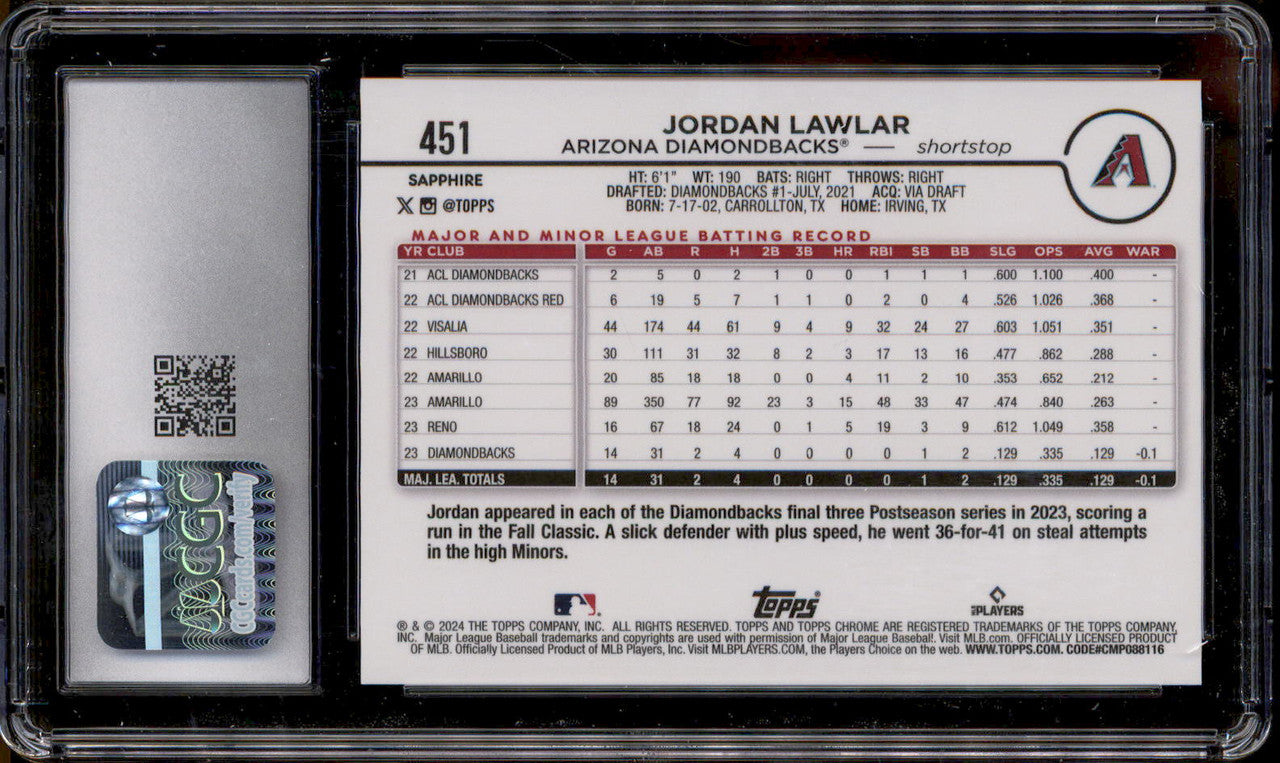 451
JORDAN LAWLAR
ARIZONA DIAMONDBACKS® — shortstop
A
SAPPHIRE
@TOPPS
HT: 6'1" WT: 190 BATS: RIGHT THROWS: RIGHT
DRAFTED: DIAMONDBACKS #1-JULY, 2021 ACQ: VIA DRAFT
BORN: 7-17-02, CARROLLTON, TX HOME: IRVING, TX
MAJOR AND MINOR LEAGUE BATTING RECORD
YR CLUB G AB R H 2B 3B HR RBI SB BB SLG OPS AVG WAR
21 ACL DIAMONDBACKS 2 5 0 2 1 0 0 1 1 1 .600 1.100 .400 -
22 ACL DIAMONDBACKS RED 6 19 5 7 1 1 0 2 0 4 .526 1.026 .368 -
22 VISALIA 44 174 44 61 9 4 9 32 24 27 .603 1.051 .351 -
22 HILLSBORO 30 111 31 32 8 2 3 17 13 16 .477 .862 .288 -
22 AMARILLO 20 85 18 18 0 0 4 11 2 10 .353 .652 .212 -
23 AMARILLO 89 350 77 92 23 3 15 48 33 47 .474 .840 .263 -
23 RENO 16 67 18 24 0 1 5 19 3 9 .612 1.049 .358 -
23 DIAMONDBACKS 14 31 2 4 0 0 0 0 1 2 .129 .335 .129 -0.1
MAJ. LEA. TOTALS 14 31 2 4 0 0 0 0 1 2 .129 .335 .129 -0.1
Jordan appeared in each of the Diamondbacks final three Postseason series in 2023, scoring a
run in the Fall Classic. A slick defender with plus speed, he went 36-for-41 on steal attempts
in the high Minors.
Topps®
PLAYERS
® & © 2024 THE TOPPS COMPANY, INC. ALL RIGHTS RESERVED. TOPPS AND TOPPS CHROME ARE REGISTERED TRADEMARKS OF THE TOPPS COMPANY,
INC. Major League Baseball trademarks and copyrights are used with permission of Major League Baseball. Visit MLB.com. OFFICIALLY LICENSED PRODUCT
OF MLB. Officially Licensed Product of MLB Players, Inc. Visit MLBPLAYERS.COM, the Players Choice on the web. WWW.TOPPS.COM. CODE#CMP088116
CGC
CGCcards.com/verify